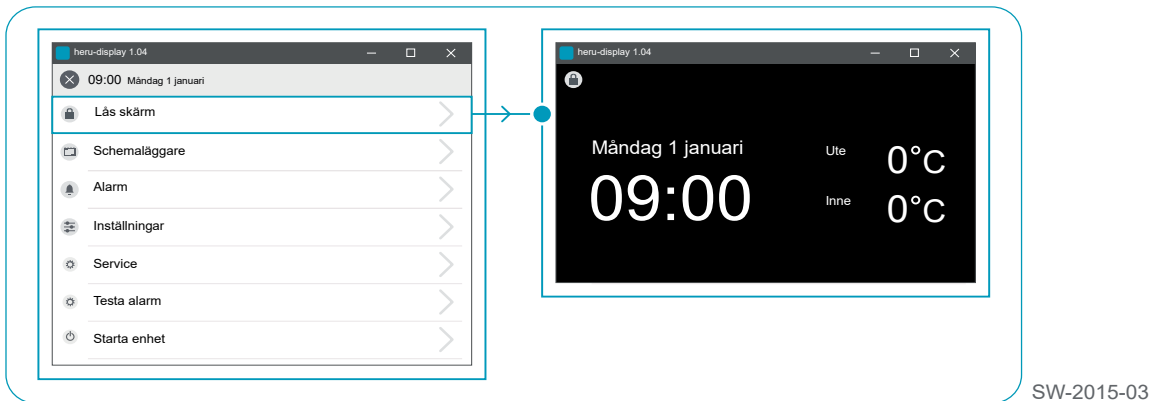 heru-display 1.04
09:00 Måndag 1 januari
Lås skärm
Schemaläggare
Alarm
Inställningar
Service
Testa alarm
Starta enhet
heru-display 1.04
Måndag 1 januari
09:00
Ute 0°C
Inne 0°C
SW-2015-03